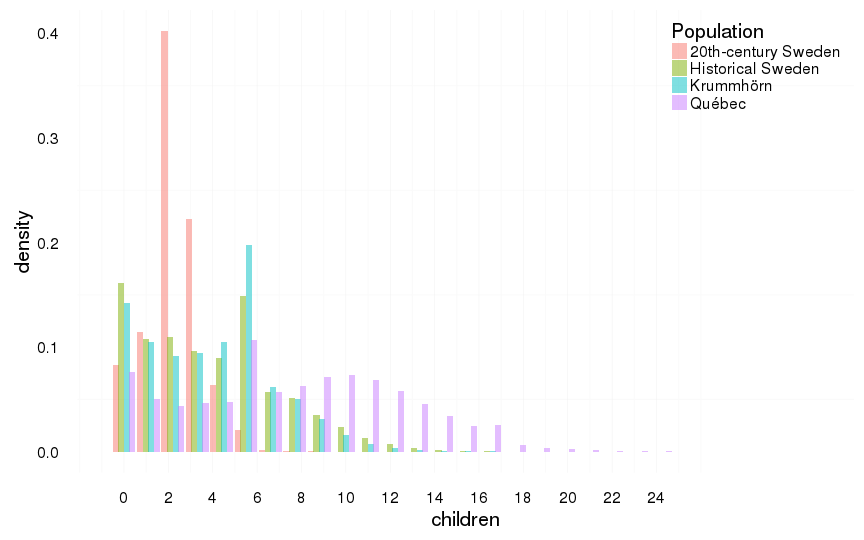 Population
20th-century Sweden
Historical Sweden
Krummhörn
Québec
0.4
0.3
0.2
0.1
0.0
density
0 2 4 6 8 10 12 14 16 18 20 22 24
children